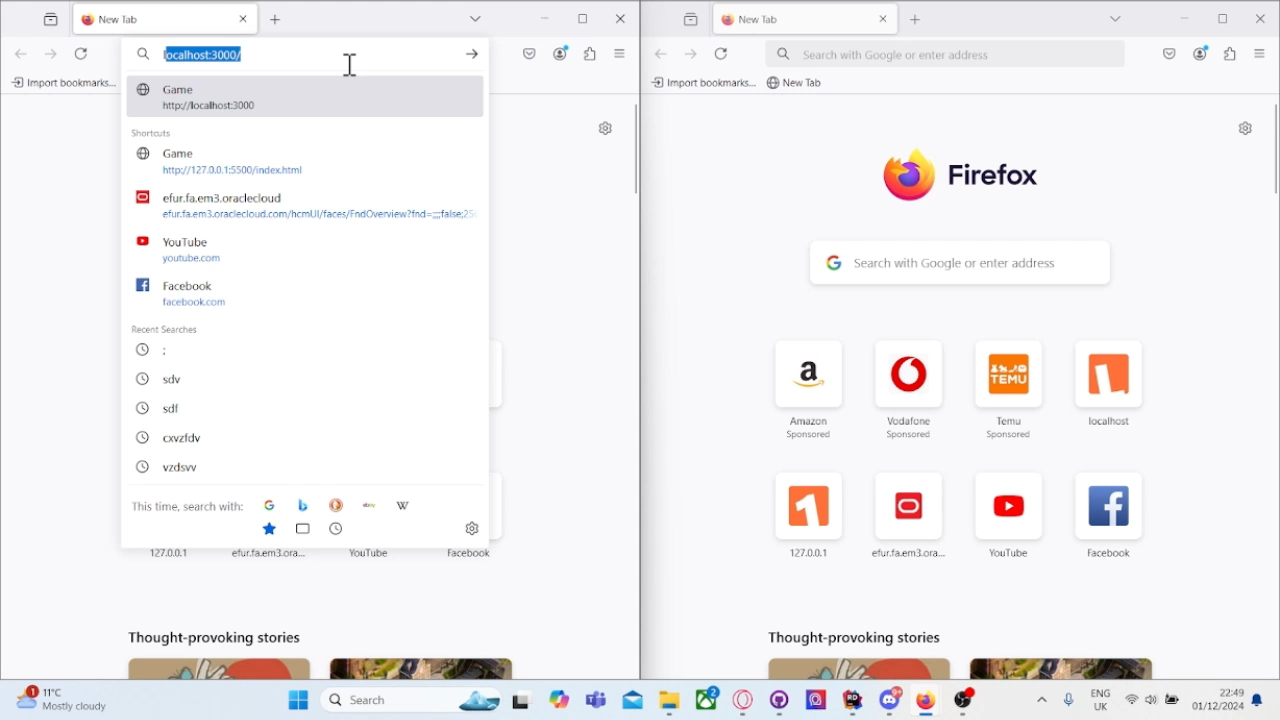 New Tab
localhost:3000/
Import bookmarks...
Game
http://localhost:3000
Shortcuts
Game
http://127.0.0.1:5500/index.html
efur.fa.em3.oraclecloud
efur.fa.em3.oraclecloud.com/hcmUI/faces/FndOverview?fnd=;;;;false;25
YouTube
youtube.com
Facebook
facebook.com
Recent Searches
;
sdv
sdf
cxvzfdv
vzdsvv
This time, search with:
127.0.0.1
efur.fa.em3.ora...
YouTube
Facebook
Thought-provoking stories
New Tab
Search with Google or enter address
Import bookmarks...
New Tab
Firefox
Search with Google or enter address
Amazon
Sponsored
Vodafone
Sponsored
TEMU
Temu
Sponsored
localhost
127.0.0.1
efur.fa.em3.ora...
YouTube
Facebook
Thought-provoking stories
1
11°C
Mostly cloudy
Search
2
ENG
UK
22:49
01/12/2024